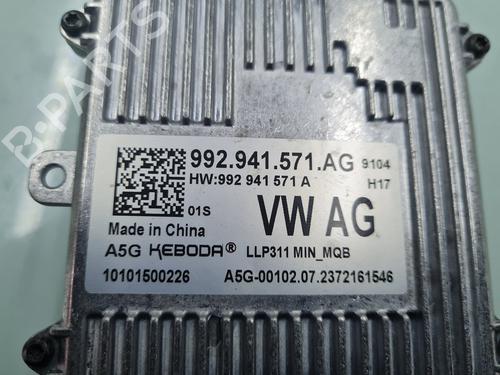 B-PARTS
992.941.571.AG 9104
HW:992 941 571 A H17
01S VW AG
Made in China
A5G KEBODA® LLP311 MIN_MQB
10101500226 A5G-00102.07.2372161546